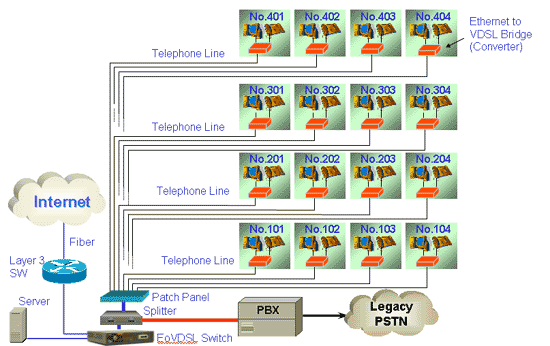 No.401 No.402 No.403 No.404
Ethernet to
VDSL Bridge
(Converter)
Telephone Line
No.301 No.302 No.303 No.304
Telephone Line
No.201 No.202 No.203 No.204
Telephone Line
No.101 No.102 No.103 No.104
Telephone Line
Internet
Fiber
Layer 3
SW
Server
Patch Panel
Splitter
EoVDSL Switch
PBX
Legacy
PSTN